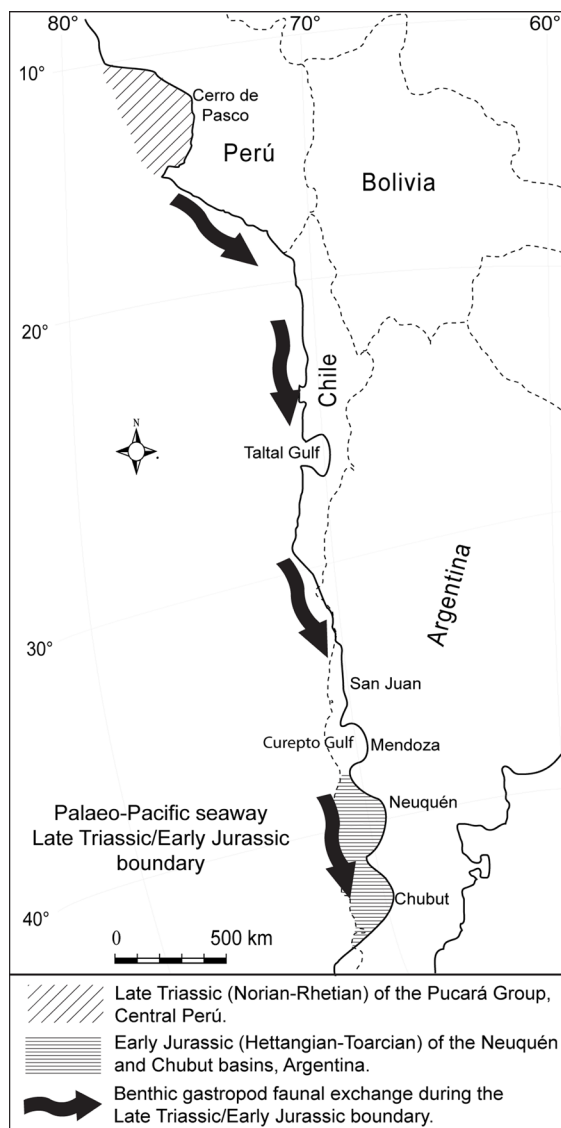 80°
70°
60°
10°
Cerro de
Pasco
Perú
Bolivia
20°
Chile
N
Taltal Gulf
Argentina
30°
San Juan
Curepto Gulf
Mendoza
Neuquén
Palaeo-Pacific seaway
Late Triassic/Early Jurassic
boundary
Chubut
40°
0 500 km
Late Triassic (Norian-Rhetian) of the Pucará Group,
Central Perú.
Early Jurassic (Hettangian-Toarcian) of the Neuquén
and Chubut basins, Argentina.
Benthic gastropod faunal exchange during the
Late Triassic/Early Jurassic boundary.